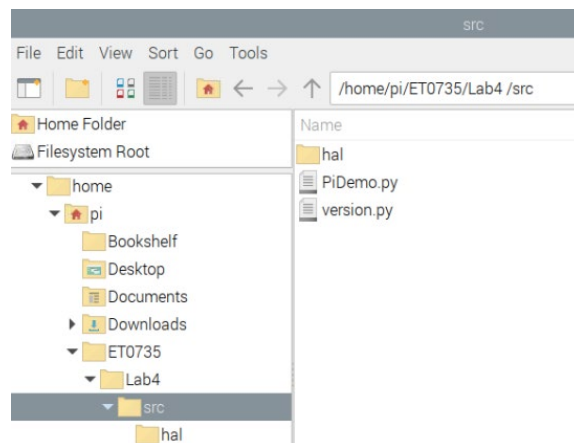 src
File Edit View Sort Go Tools
/home/pi/ET0735/Lab4 /src
Home Folder
Filesystem Root
home
pi
Bookshelf
Desktop
Documents
Downloads
ET0735
Lab4
src
hal
Name
hal
PiDemo.py
version.py